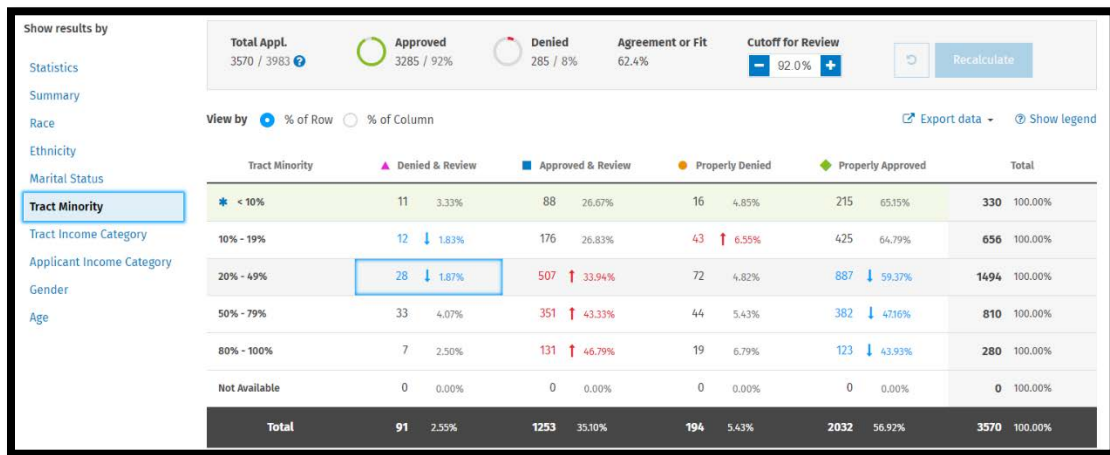 Show results by
Statistics
Summary
Race
Ethnicity
Marital Status
Tract Minority
Tract Income Category
Applicant Income Category
Gender
Age
Total Appl. Approved Denied Agreement or Fit Cutoff for Review
3570 / 3983 ? 3285 / 92% 285 / 8% 62.4% − 92.0% + Recalculate
View by % of Row % of Column Export data Show legend
Tract Minority Denied & Review Approved & Review Properly Denied Properly Approved Total
* < 10% 11 3.33% 88 26.67% 16 4.85% 215 65.15% 330 100.00%
10% - 19% 12 ↓ 1.83% 176 26.83% 43 ↑ 6.55% 425 64.79% 656 100.00%
20% - 49% 28 ↓ 1.87% 507 ↑ 33.94% 72 4.82% 887 ↓ 59.37% 1494 100.00%
50% - 79% 33 4.07% 351 ↑ 43.33% 44 5.43% 382 ↓ 47.16% 810 100.00%
80% - 100% 7 2.50% 131 ↑ 46.79% 19 6.79% 123 ↓ 43.93% 280 100.00%
Not Available 0 0.00% 0 0.00% 0 0.00% 0 0.00% 0 100.00%
Total 91 2.55% 1253 35.10% 194 5.43% 2032 56.92% 3570 100.00%